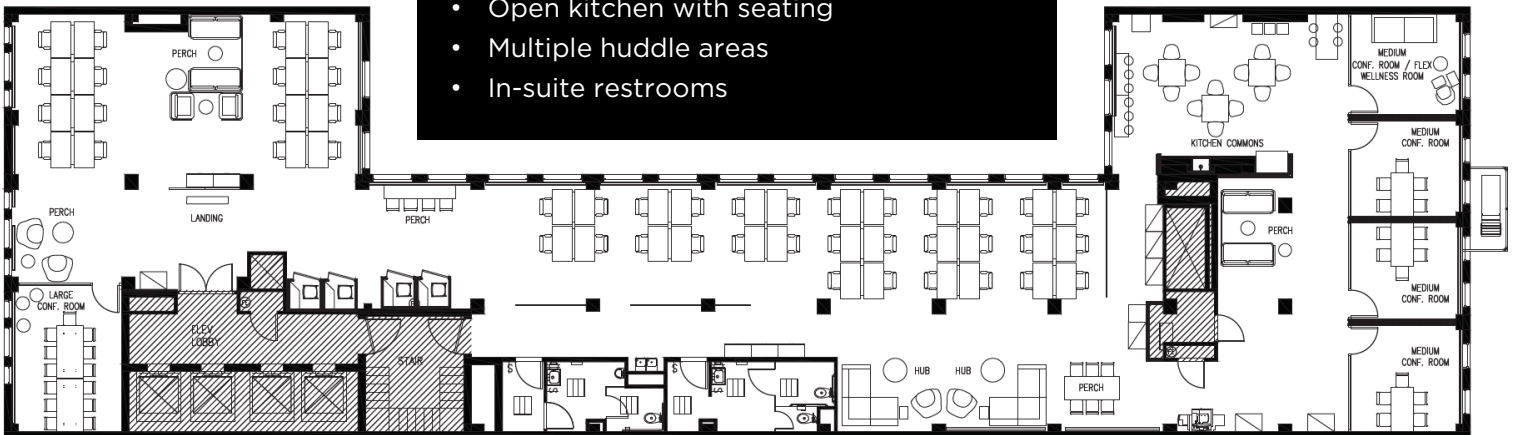 • Open kitchen with seating
• Multiple huddle areas
• In-suite restrooms
PERCH
MEDIUM
CONF. ROOM / FLEX
WELLNESS ROOM
KITCHEN COMMONS
MEDIUM
CONF. ROOM
PERCH
LANDING
PERCH
PERCH
LARGE
CONF. ROOM
MEDIUM
CONF. ROOM
ELEV
LOBBY
STAIR
HUB
HUB
PERCH
MEDIUM
CONF. ROOM